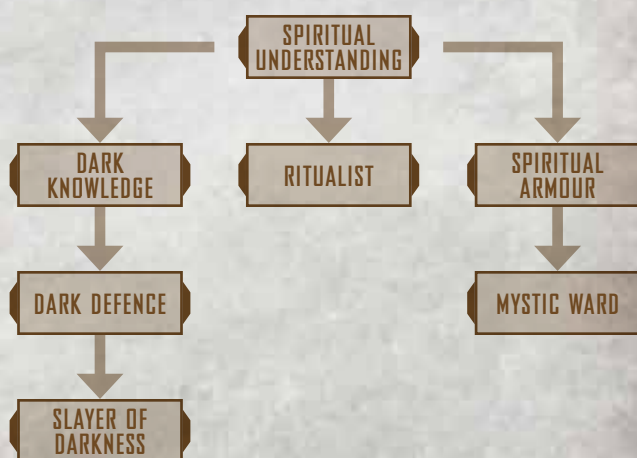 SPIRITUAL
UNDERSTANDING
DARK
KNOWLEDGE
RITUALIST
SPIRITUAL
ARMOUR
DARK DEFENCE
MYSTIC WARD
SLAYER OF
DARKNESS